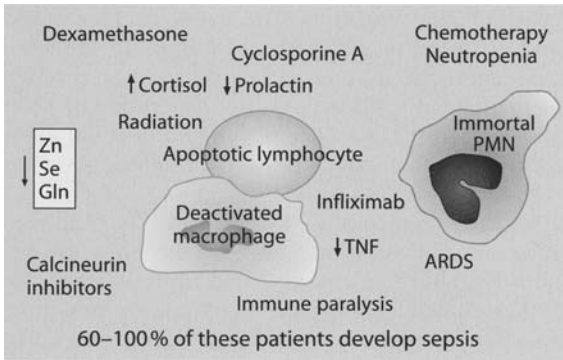 Dexamethasone
Cyclosporine A
Chemotherapy
Neutropenia
↑ Cortisol ↓ Prolactin
Radiation
Immortal
PMN
Zn
Se
Gln
↓
Apoptotic lymphocyte
Infliximab
Deactivated
macrophage
↓ TNF
ARDS
Calcineurin
inhibitors
Immune paralysis
60–100% of these patients develop sepsis